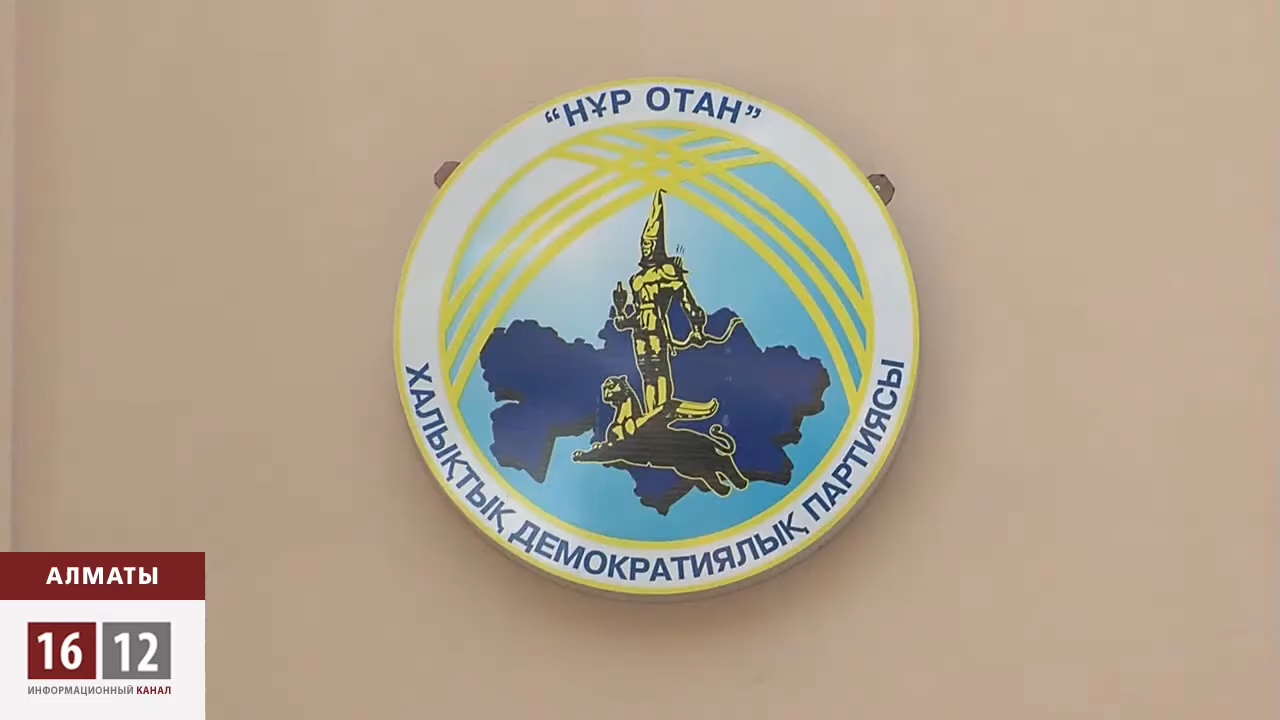 “НҰР ОТАН”
ХАЛЫҚТЫҚ ДЕМОКРАТИЯЛЫҚ ПАРТИЯСЫ
АЛМАТЫ
16 12
ИНФОРМАЦИОННЫЙ КАНАЛ